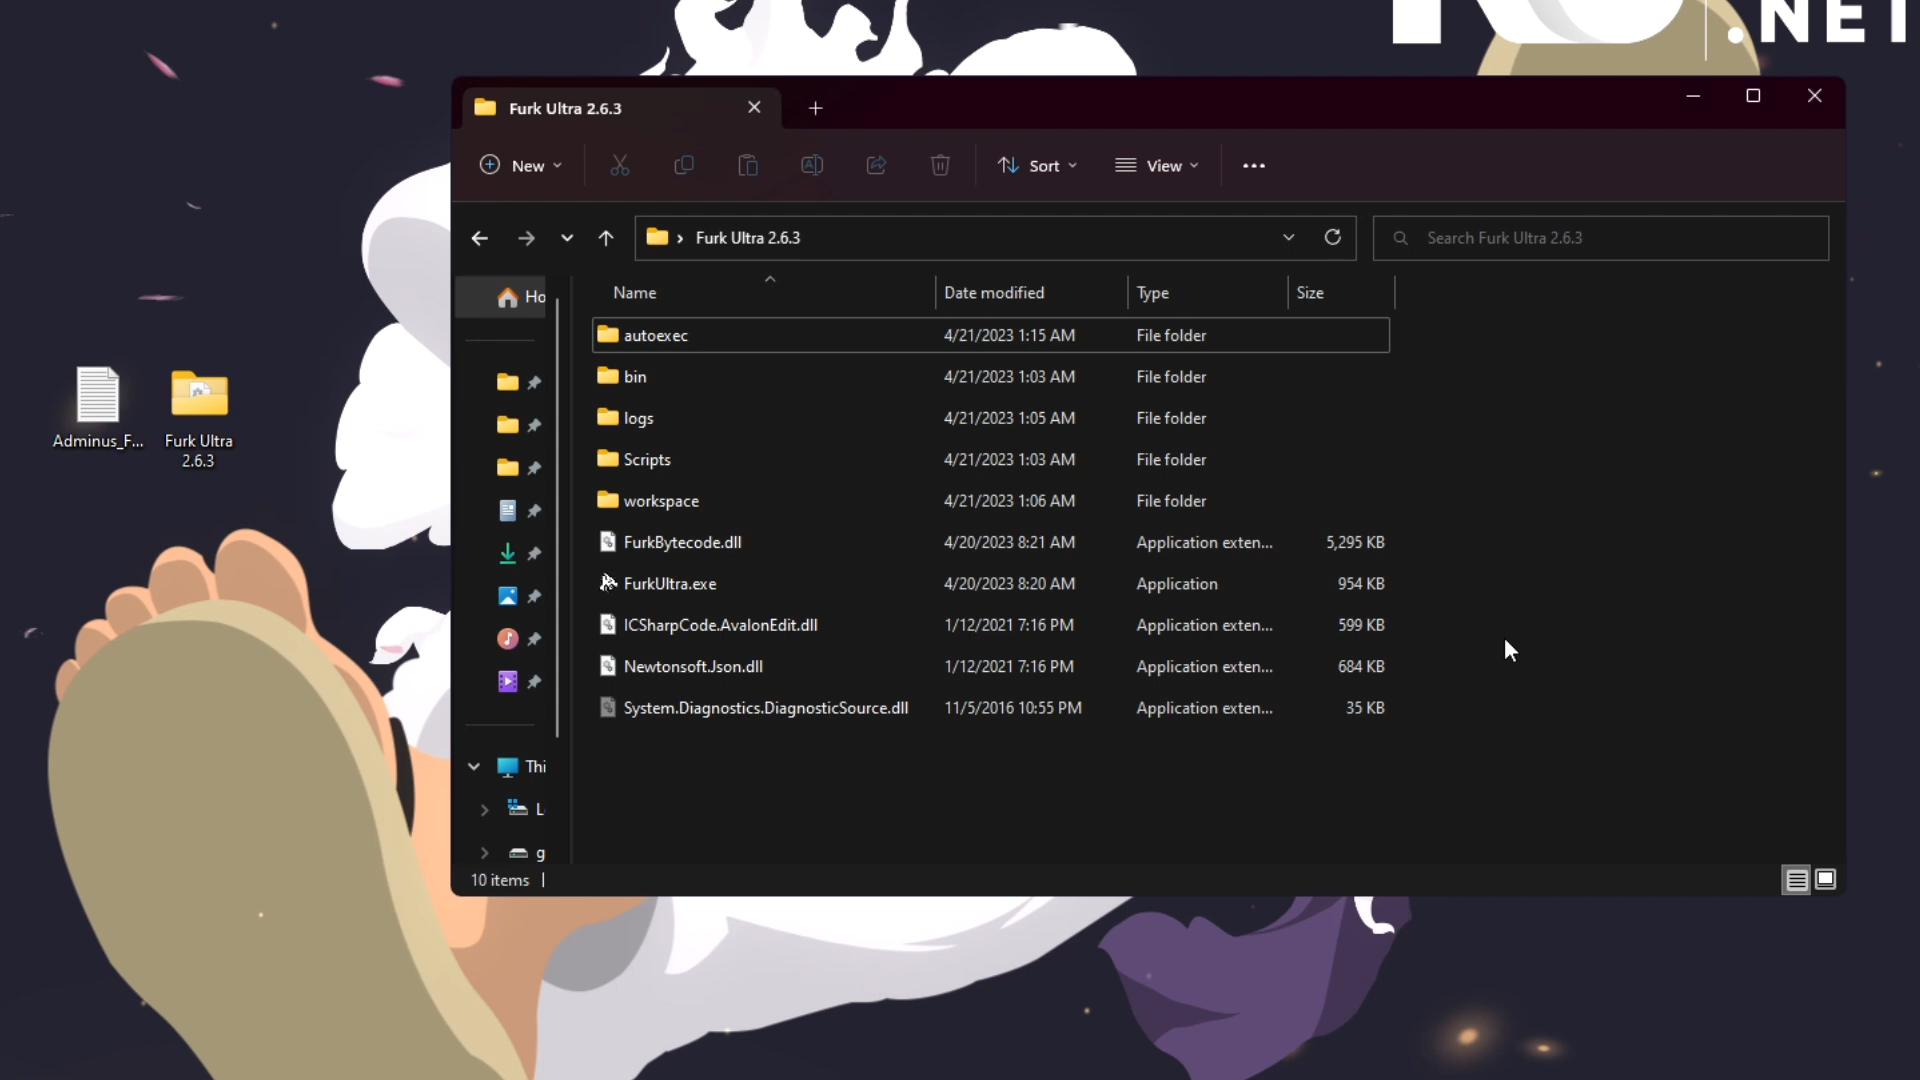 .NET
Furk Ultra 2.6.3
New
Sort
View
Furk Ultra 2.6.3
Search Furk Ultra 2.6.3
Name Date modified Type Size
Ho
autoexec 4/21/2023 1:15 AM File folder
bin 4/21/2023 1:03 AM File folder
logs 4/21/2023 1:05 AM File folder
Scripts 4/21/2023 1:03 AM File folder
workspace 4/21/2023 1:06 AM File folder
FurkBytecode.dll 4/20/2023 8:21 AM Application exten... 5,295 KB
FurkUltra.exe 4/20/2023 8:20 AM Application 954 KB
ICSharpCode.AvalonEdit.dll 1/12/2021 7:16 PM Application exten... 599 KB
Newtonsoft.Json.dll 1/12/2021 7:16 PM Application exten... 684 KB
System.Diagnostics.DiagnosticSource.dll 11/5/2016 10:55 PM Application exten... 35 KB
Thi
L
g
10 items
Adminus_F...
Furk Ultra
2.6.3